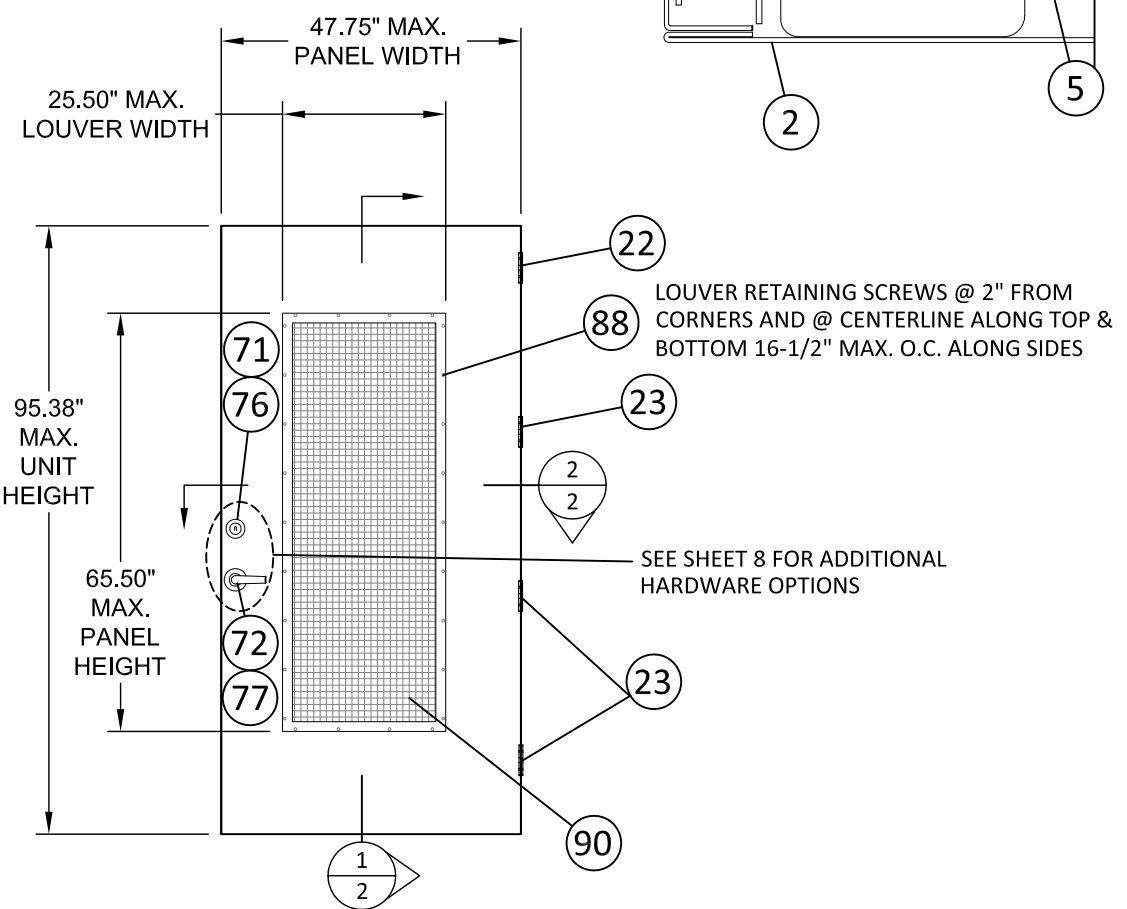 47.75" MAX.
PANEL WIDTH
25.50" MAX.
LOUVER WIDTH
2
5
22
88
LOUVER RETAINING SCREWS @ 2" FROM
CORNERS AND @ CENTERLINE ALONG TOP &
BOTTOM 16-1/2" MAX. O.C. ALONG SIDES
71
76
23
95.38"
MAX.
UNIT
HEIGHT
2
2
SEE SHEET 8 FOR ADDITIONAL
HARDWARE OPTIONS
65.50"
MAX.
PANEL
HEIGHT
72
77
23
90
1
2